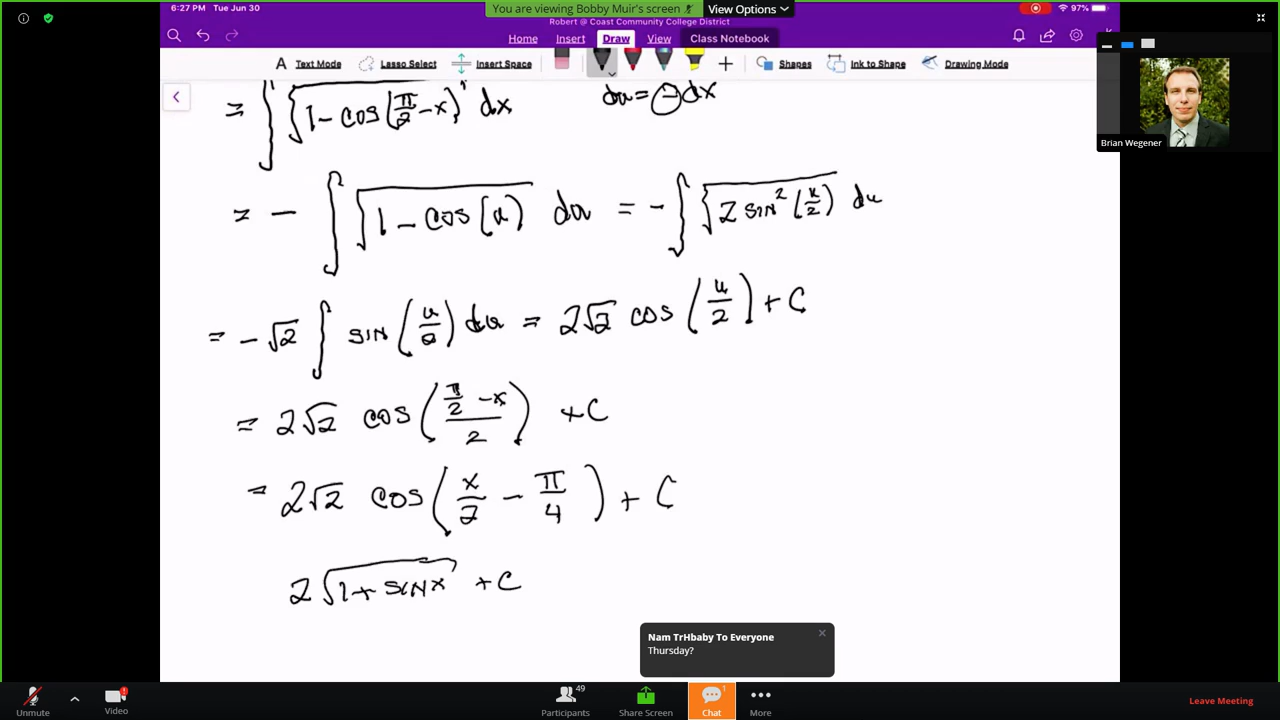 6:27 PM Tue Jun 30
You are viewing Bobby Muir's screen
View Options
97%
Robert @ Coast Community College District
Home Insert Draw View Class Notebook
Text Mode Lasso Select Insert Space Shapes Ink to Shape Drawing Mode
= ∫ √(1 - cos(π/2 - x)) dx du = - dx
= - ∫ √(1 - cos(u)) du = - ∫ √(2 sin²(u/2)) du
= - √2 ∫ sin(u/2) du = 2√2 cos(u/2) + C
= 2√2 cos((π/2 - x)/2) + C
= 2√2 cos(x/2 - π/4) + C
2√(1 + sin x) + C
Brian Wegener
Nam TrHbaby To Everyone
Thursday?
Unmute Video Participants 49 Share Screen Chat 1 More Leave Meeting